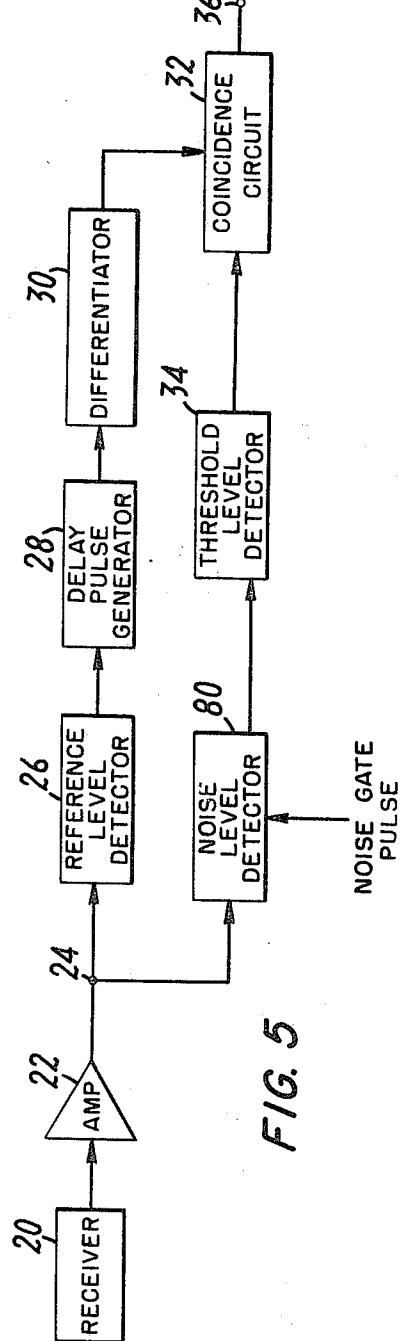 20
RECEIVER
22
AMP
24
26
REFERENCE
LEVEL
DETECTOR
28
DELAY
PULSE
GENERATOR
30
DIFFERENTIATOR
80
NOISE
LEVEL
DETECTOR
NOISE GATE
PULSE
34
THRESHOLD
LEVEL
DETECTOR
32
COINCIDENCE
CIRCUIT
36
FIG. 5